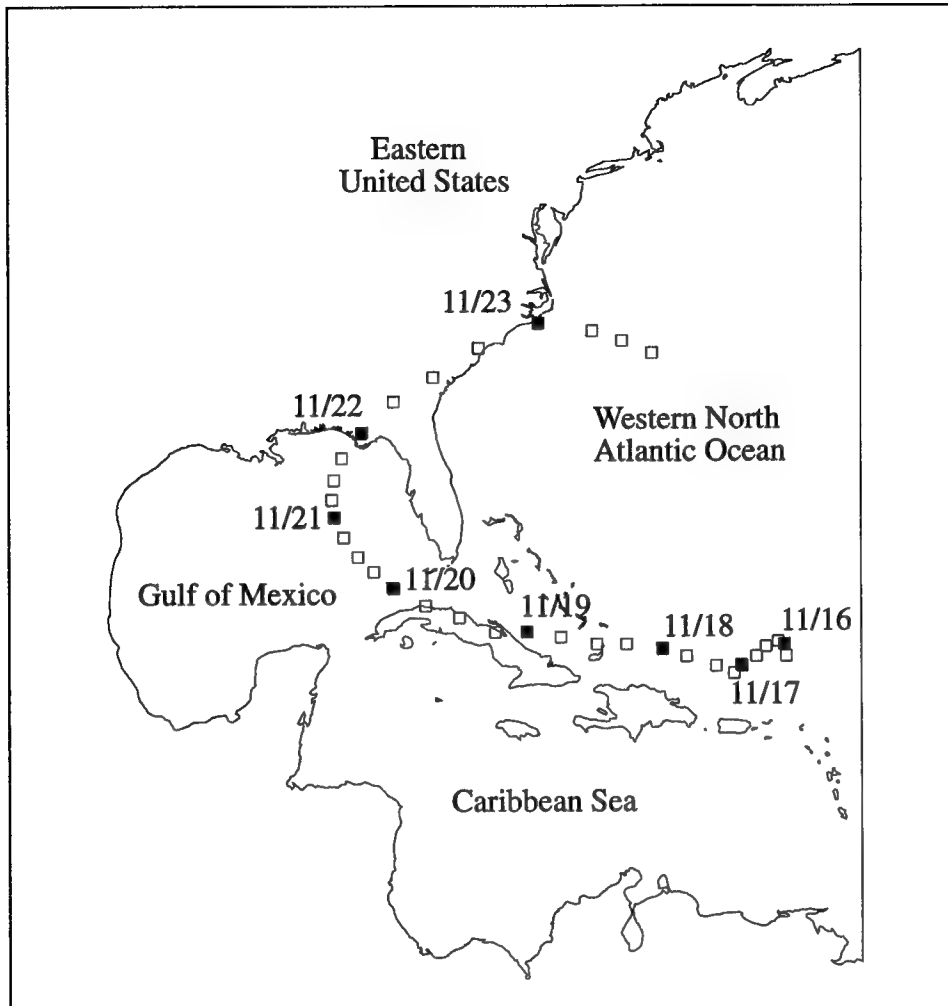 Eastern
United States
11/23
11/22
Western North
Atlantic Ocean
11/21
Gulf of Mexico
11/20
11/19
11/18
11/16
11/17
Caribbean Sea